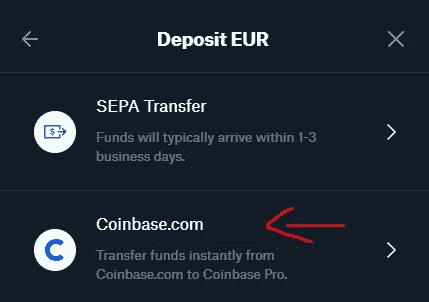 Deposit EUR
SEPA Transfer
Funds will typically arrive within 1-3
business days.
Coinbase.com
Transfer funds instantly from
Coinbase.com to Coinbase Pro.